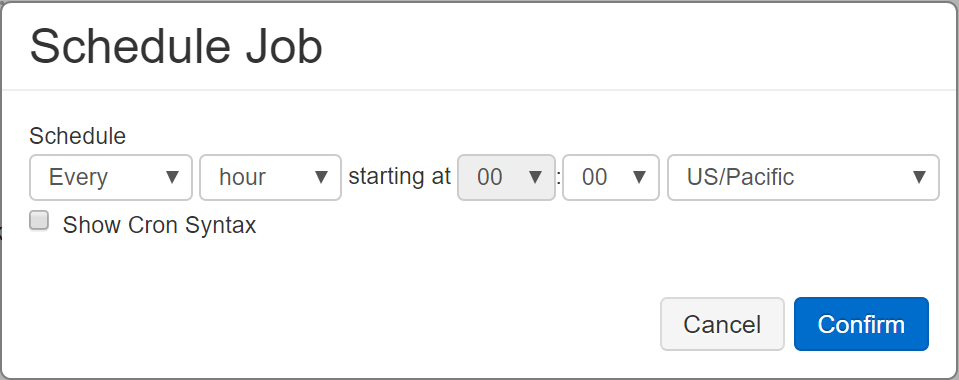 Schedule Job
Schedule
Every hour starting at 00 : 00 US/Pacific
Show Cron Syntax
Cancel Confirm